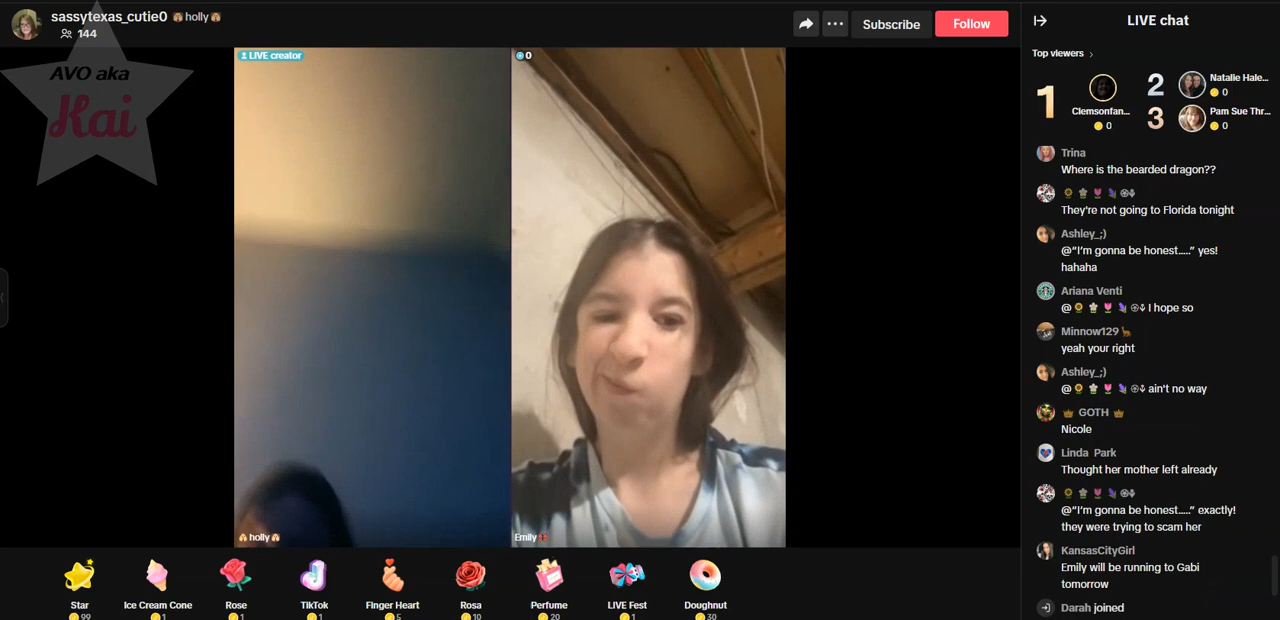 sassytexas_cutie0 🙈holly🙈
144
Subscribe
Follow
AVO aka
Kai
LIVE creator
0
🙈holly🙈
Emily
Star
99
Ice Cream Cone
1
Rose
1
TikTok
1
Finger Heart
5
Rosa
10
Perfume
20
LIVE Fest
1
Doughnut
30
LIVE chat
Top viewers
1
Clemsonfan...
0
2
Natalie Hale...
0
3
Pam Sue Thr...
0
Trina
Where is the bearded dragon??
They're not going to Florida tonight
Ashley_;)
@“I’m gonna be honest.....” yes!
hahaha
Ariana Venti
@🌻 🌸 🌷 🪻 I hope so
Minnow129🦒
yeah your right
Ashley_;)
@🌻 🌸 🌷 🪻 ain't no way
👑 GOTH 👑
Nicole
Linda Park
Thought her mother left already
@“I’m gonna be honest.....” exactly!
they were trying to scam her
KansasCityGirl
Emily will be running to Gabi
tomorrow
Darah joined